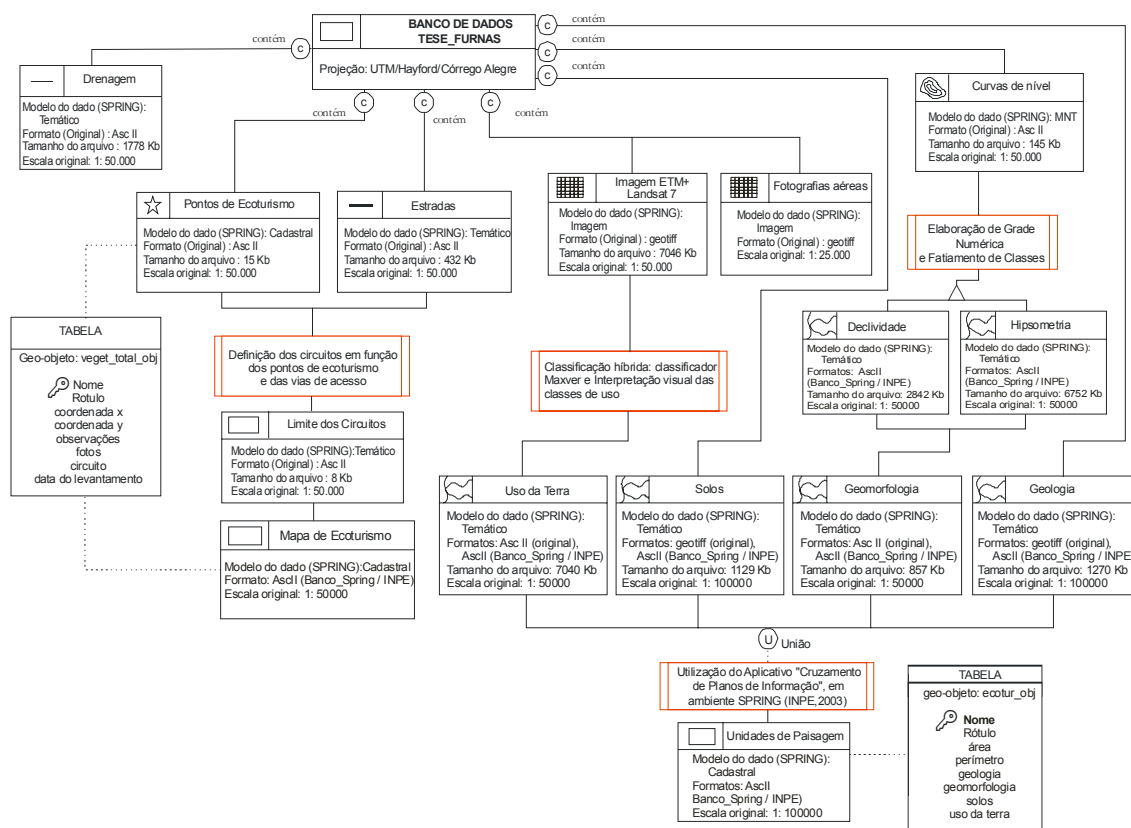 BANCO DE DADOS
TESE_FURNAS
Projeção: UTM/Hayford/Córrego Alegre
contém
C
C
contém
C
contém
C
contém
C
contém
C
contém
C
contém
Drenagem
Modelo do dado (SPRING):
Temático
Formato (Original) : Asc II
Tamanho do arquivo : 1778 Kb
Escala original: 1: 50.000
Curvas de nível
Modelo do dado (SPRING): MNT
Formato (Original) : Asc II
Tamanho do arquivo : 145 Kb
Escala original: 1: 50.000
Pontos de Ecoturismo
Modelo do dado (SPRING): Cadastral
Formato (Original) : Asc II
Tamanho do arquivo : 15 Kb
Escala original: 1: 50.000
Estradas
Modelo do dado (SPRING): Temático
Formato (Original) : Asc II
Tamanho do arquivo : 432 Kb
Escala original: 1: 50.000
Imagem ETM+
Landsat 7
Modelo do dado (SPRING):
Imagem
Formato (Original) : geotiff
Tamanho do arquivo : 7046 Kb
Escala original: 1: 50.000
Fotografias aéreas
Modelo do dado (SPRING):
Imagem
Formato (Original) : geotiff
Escala original: 1: 25.000
Elaboração de Grade
Numérica
e Fatiamento de Classes
TABELA
Geo-objeto: veget_total_obj
Nome
Rotulo
coordenada x
coordenada y
observações
fotos
circuito
data do levantamento
Definição dos circuitos em função
dos pontos de ecoturismo
e das vias de acesso
Classificação híbrida: classificador
Maxver e Interpretação visual das
classes de uso
Declividade
Modelo do dado (SPRING):
Temático
Formatos: AscII
(Banco_Spring / INPE)
Tamanho do arquivo: 2842 Kb
Escala original: 1: 50000
Hipsometria
Modelo do dado (SPRING):
Temático
Formatos: AscII
(Banco_Spring / INPE)
Tamanho do arquivo: 6752 Kb
Escala original: 1: 50000
Limite dos Circuitos
Modelo do dado (SPRING):Temático
Formato (Original) : Asc II
Tamanho do arquivo : 8 Kb
Escala original: 1: 50.000
Mapa de Ecoturismo
Modelo do dado (SPRING):Cadastral
Formato: AscII (Banco_Spring / INPE)
Escala original: 1: 50000
Uso da Terra
Modelo do dado (SPRING):
Temático
Formatos: Asc II (original),
AscII (Banco_Spring / INPE)
Tamanho do arquivo: 7040 Kb
Escala original: 1: 50000
Solos
Modelo do dado (SPRING):
Temático
Formatos: geotiff (original),
AscII (Banco_Spring / INPE)
Tamanho do arquivo: 1129 Kb
Escala original: 1: 100000
Geomorfologia
Modelo do dado (SPRING):
Temático
Formatos: Asc II (original),
AscII (Banco_Spring / INPE)
Tamanho do arquivo: 857 Kb
Escala original: 1: 50000
Geologia
Modelo do dado (SPRING):
Temático
Formatos: geotiff (original),
AscII (Banco_Spring / INPE)
Tamanho do arquivo: 1270 Kb
Escala original: 1: 100000
U União
Utilização do Aplicativo "Cruzamento
de Planos de Informação", em
ambiente SPRING (INPE,2003)
Unidades de Paisagem
Modelo do dado (SPRING):
Cadastral
Formatos: AscII
Banco_Spring / INPE)
Escala original: 1: 100000
TABELA
geo-objeto: ecotur_obj
Nome
Rótulo
área
perímetro
geologia
geomorfologia
solos
uso da terra